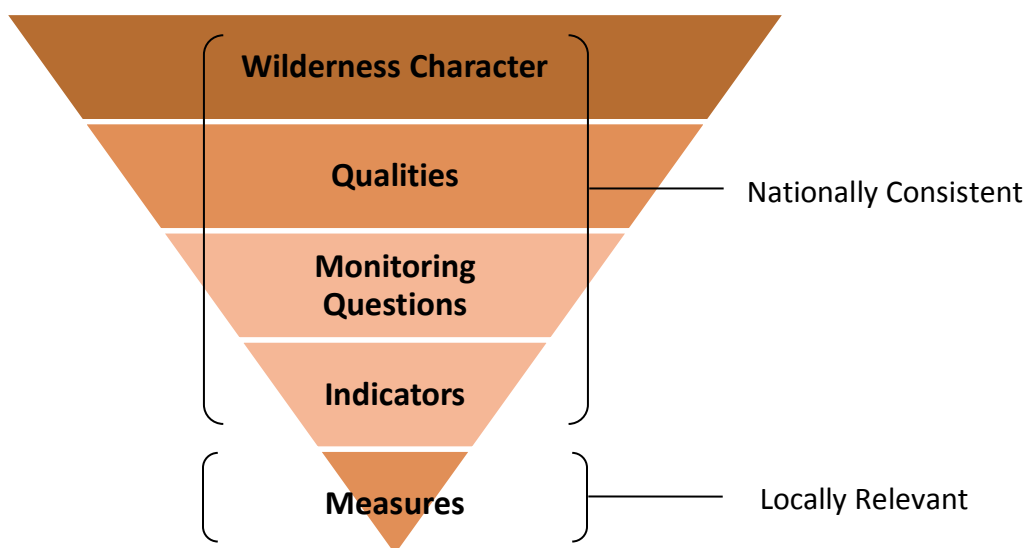 Wilderness Character
Qualities
Nationally Consistent
Monitoring
Questions
Indicators
Measures
Locally Relevant